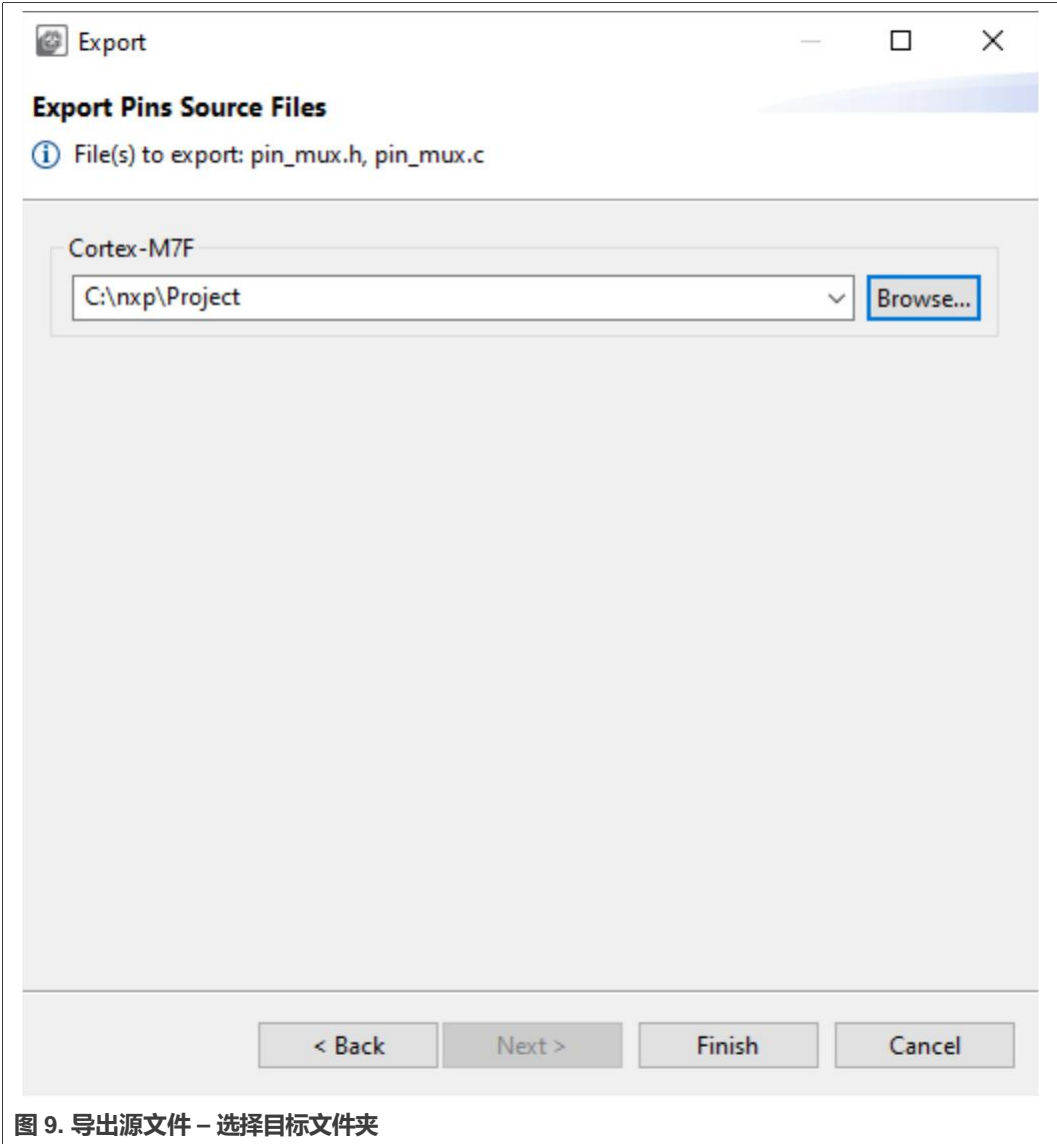 Export
Export Pins Source Files
File(s) to export: pin_mux.h, pin_mux.c
Cortex-M7F
C:\nxp\Project
Browse...
< Back
Next >
Finish
Cancel
图 9. 导出源文件 – 选择目标文件夹